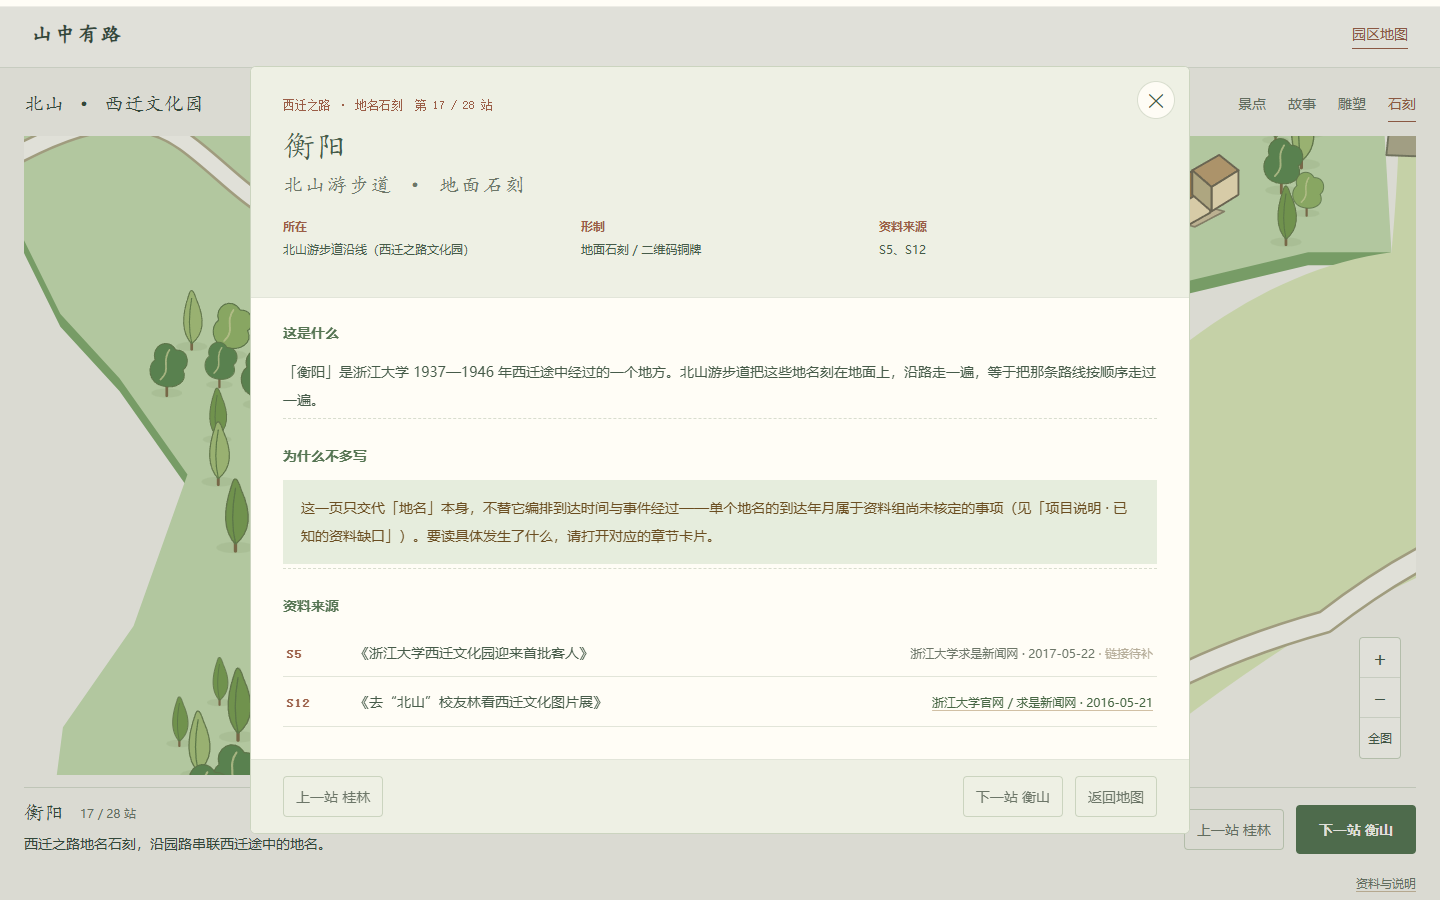 山中有路
园区地图
北山 • 西迁文化园
景点 故事 雕塑 石刻
西迁之路 · 地名石刻 第 17 / 28 站
衡阳
北山游步道 • 地面石刻
所在
北山游步道沿线（西迁之路文化园）
形制
地面石刻 / 二维码铜牌
资料来源
S5、S12
这是什么
「衡阳」是浙江大学 1937—1946 年西迁途中经过的一个地方。北山游步道把这些地名刻在地面上，沿路走一遍，等于把那条路线按顺序走过
一遍。
为什么不多写
这一页只交代「地名」本身，不替它编排到达时间与事件经过——单个地名的到达年月属于资料组尚未核定的事项（见「项目说明 · 已
知的资料缺口」）。要读具体发生了什么，请打开对应的章节卡片。
资料来源
S5 《浙江大学西迁文化园迎来首批客人》 浙江大学求是新闻网 · 2017-05-22 · 链接待补
S12 《去“北山”校友林看西迁文化图片展》 浙江大学官网 / 求是新闻网 · 2016-05-21
上一站 桂林
下一站 衡山
返回地图
+
−
全图
衡阳 17 / 28 站
西迁之路地名石刻，沿园路串联西迁途中的地名。
上一站 桂林
下一站 衡山
资料与说明